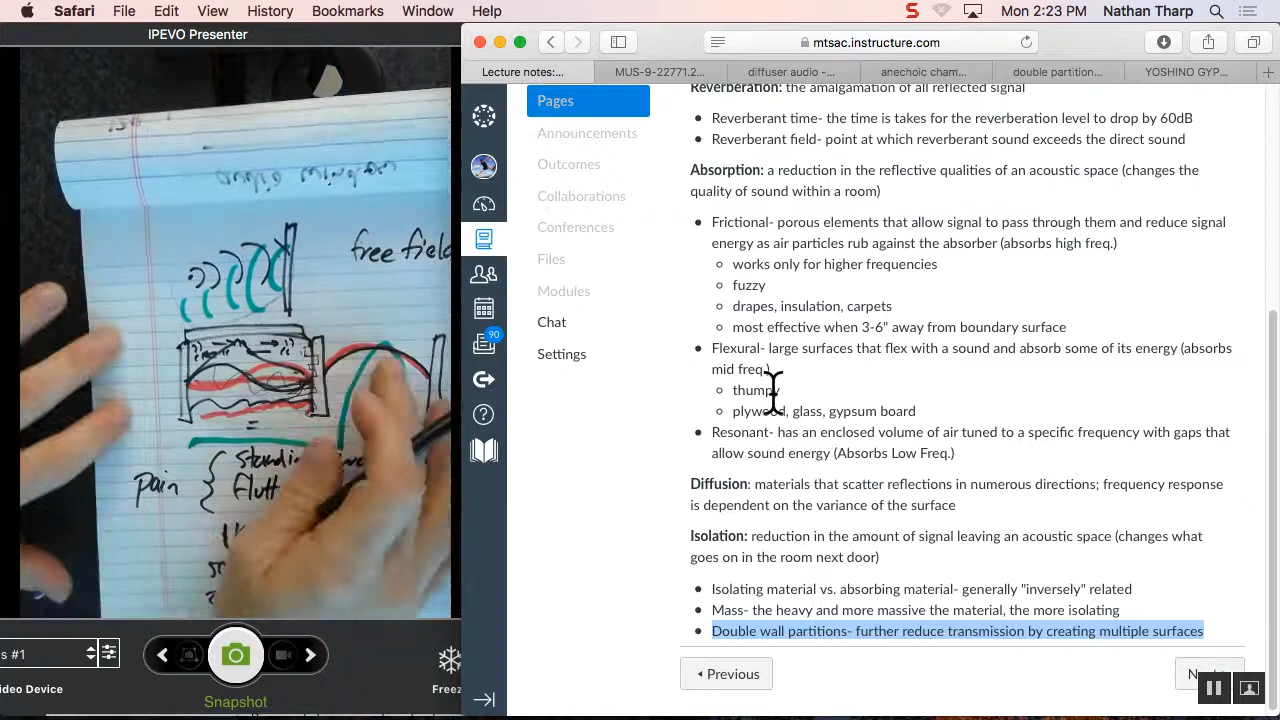 Safari File Edit View History Bookmarks Window Help
Mon 2:23 PM Nathan Tharp
IPEVO Presenter
mtsac.instructure.com
Lecture notes:...
MUS-9-22771.2...
diffuser audio -...
anechoic cham...
double partition...
YOSHINO GYP...
free field
=
pain
flutt
s #1
ideo Device
Snapshot
Freez
90
Pages
Announcements
Outcomes
Collaborations
Conferences
Files
Modules
Chat
Settings
Reverberation: the amalgamation of all reflected signal
• Reverberant time- the time is takes for the reverberation level to drop by 60dB
• Reverberant field- point at which reverberant sound exceeds the direct sound
Absorption: a reduction in the reflective qualities of an acoustic space (changes the
quality of sound within a room)
• Frictional- porous elements that allow signal to pass through them and reduce signal
energy as air particles rub against the absorber (absorbs high freq.)
◦ works only for higher frequencies
◦ fuzzy
◦ drapes, insulation, carpets
◦ most effective when 3-6" away from boundary surface
• Flexural- large surfaces that flex with a sound and absorb some of its energy (absorbs
mid freq.)
◦ thumpy
◦ plywood, glass, gypsum board
• Resonant- has an enclosed volume of air tuned to a specific frequency with gaps that
allow sound energy (Absorbs Low Freq.)
Diffusion: materials that scatter reflections in numerous directions; frequency response
is dependent on the variance of the surface
Isolation: reduction in the amount of signal leaving an acoustic space (changes what
goes on in the room next door)
• Isolating material vs. absorbing material- generally "inversely" related
• Mass- the heavy and more massive the material, the more isolating
• Double wall partitions- further reduce transmission by creating multiple surfaces
Previous